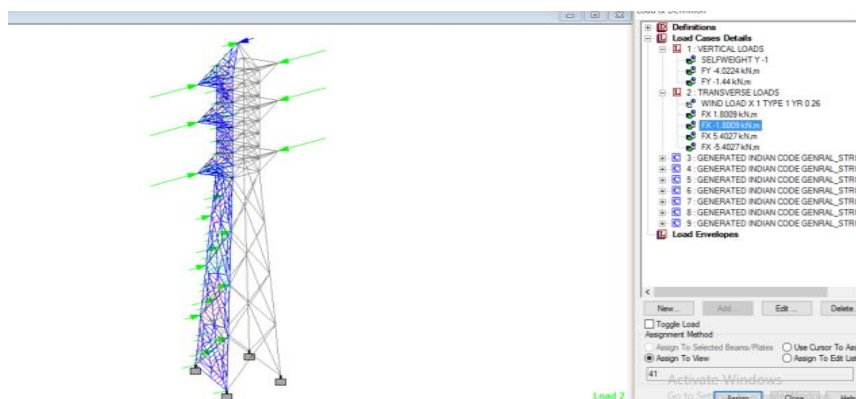 Load & Definition
Definitions
Load Cases Details
1 : VERTICAL LOADS
SELFWEIGHT Y -1
FY -4.0224 kN,m
FY -1.44 kN,m
2 : TRANSVERSE LOADS
WIND LOAD X 1 TYPE 1 YR 0.26
FX 1.8009 kN,m
FX -1.8009 kN,m
FX 5.4027 kN,m
FX -5.4027 kN,m
3 : GENERATED INDIAN CODE GENRAL_STR
4 : GENERATED INDIAN CODE GENRAL_STR
5 : GENERATED INDIAN CODE GENRAL_STR
6 : GENERATED INDIAN CODE GENRAL_STR
7 : GENERATED INDIAN CODE GENRAL_STR
8 : GENERATED INDIAN CODE GENRAL_STR
9 : GENERATED INDIAN CODE GENRAL_STR
Load Envelopes
New... Add... Edit ... Delete.
Toggle Load
Assignment Method
Assign To Selected Beams/Plates Use Cursor To Ass
Assign To View Assign To Edit List
41
Activate Windows
Load 2
Assign Close Help